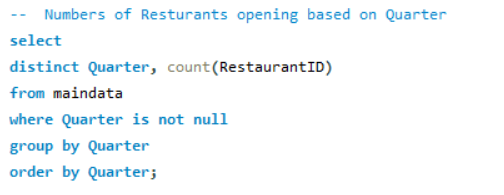 --  Numbers of Resturants opening based on Quarter
select
distinct Quarter, count(RestaurantID)
from maindata
where Quarter is not null
group by Quarter
order by Quarter;